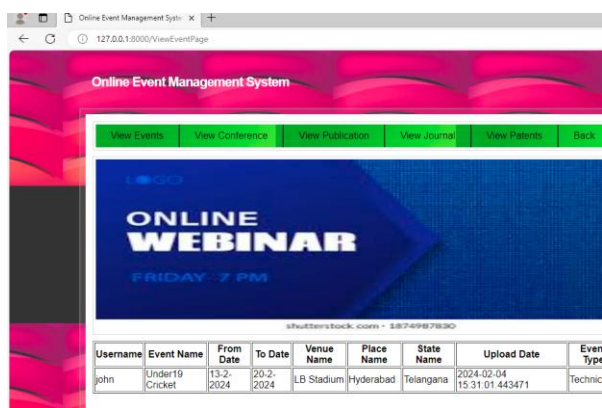 Online Event Management Syste
127.0.0.1:8000/ViewEventPage
Online Event Management System
View Events View Conference View Publication View Journal View Patents Back
LOGO
ONLINE
WEBINAR
FRIDAY 7 PM
shutterstock.com · 1874987830
Username Event Name From Date To Date Venue Name Place Name State Name Upload Date Even Type
john Under19 Cricket 13-2-2024 20-2-2024 LB Stadium Hyderabad Telangana 2024-02-04 15:31:01.443471 Technic